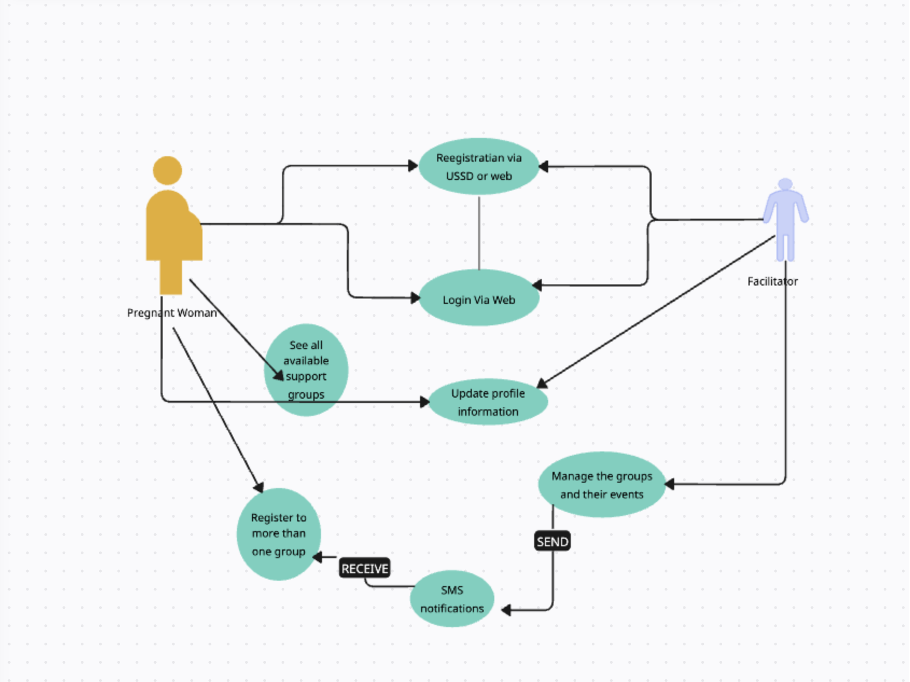 Reegistratian via
USSD or web
Login Via Web
Facilitator
Pregnant Woman
See all
available
support
groups
Update profile
information
Manage the groups
and their events
Register to
more than
one group
SEND
RECEIVE
SMS
notifications